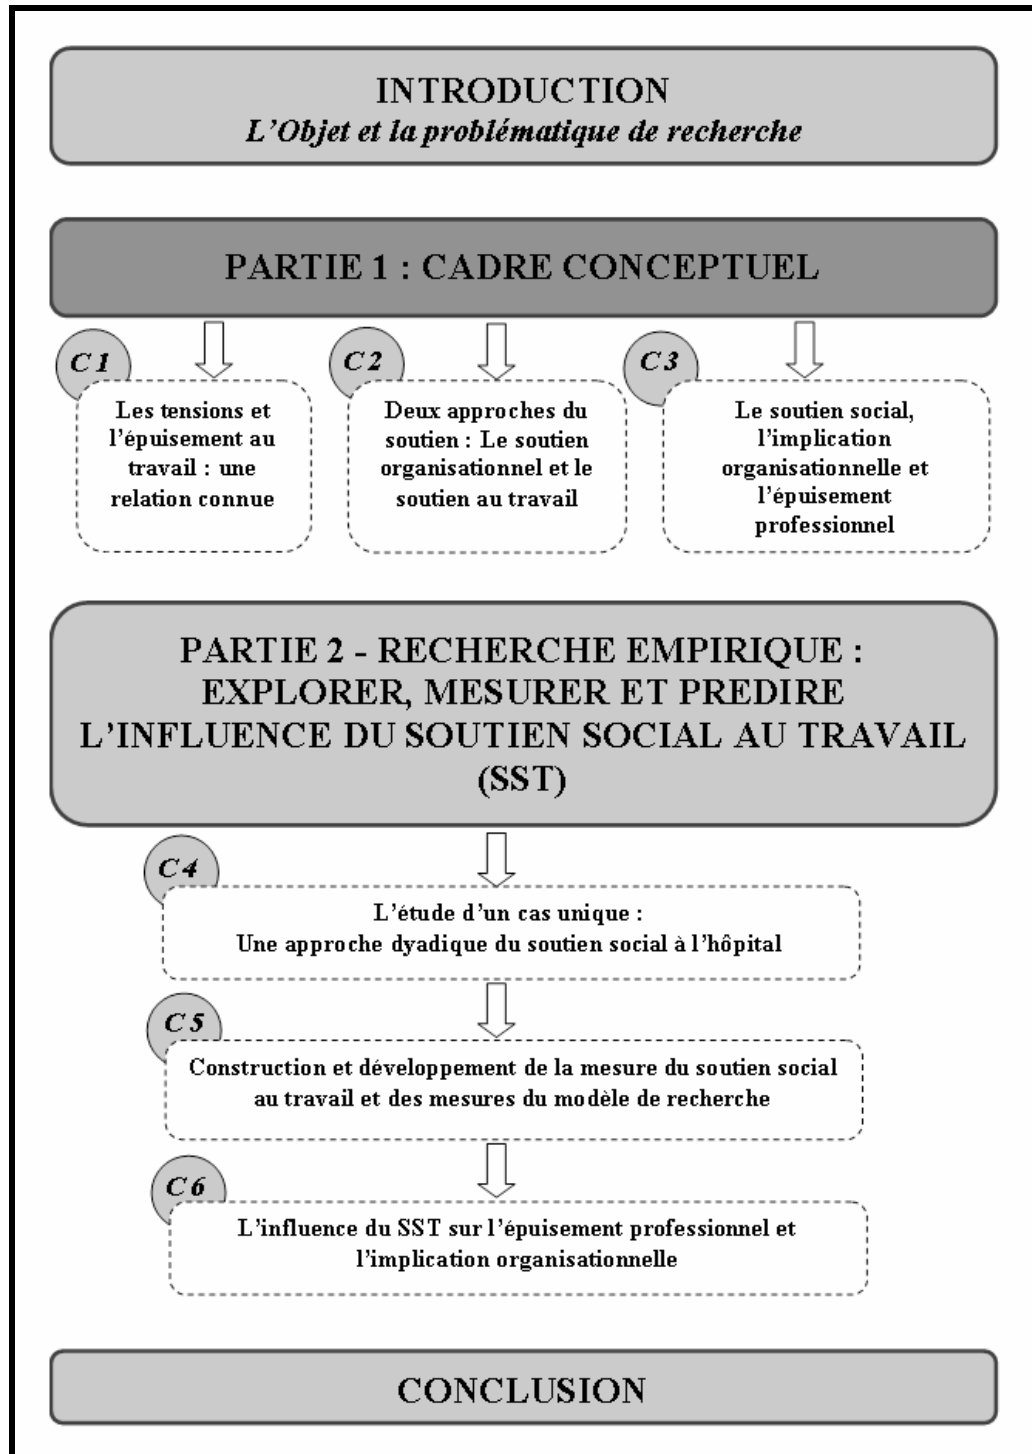 INTRODUCTION
L'Objet et la problématique de recherche
PARTIE 1 : CADRE CONCEPTUEL
C1
Les tensions et
l'épuisement au
travail : une
relation connue
C2
Deux approches du
soutien : Le soutien
organisationnel et le
soutien au travail
C3
Le soutien social,
l'implication
organisationnelle et
l'épuisement
professionnel
PARTIE 2 - RECHERCHE EMPIRIQUE :
EXPLORER, MESURER ET PREDIRE
L'INFLUENCE DU SOUTIEN SOCIAL AU TRAVAIL
(SST)
C4
L'étude d'un cas unique :
Une approche dyadique du soutien social à l'hôpital
C5
Construction et développement de la mesure du soutien social
au travail et des mesures du modèle de recherche
C6
L'influence du SST sur l'épuisement professionnel et
l'implication organisationnelle
CONCLUSION